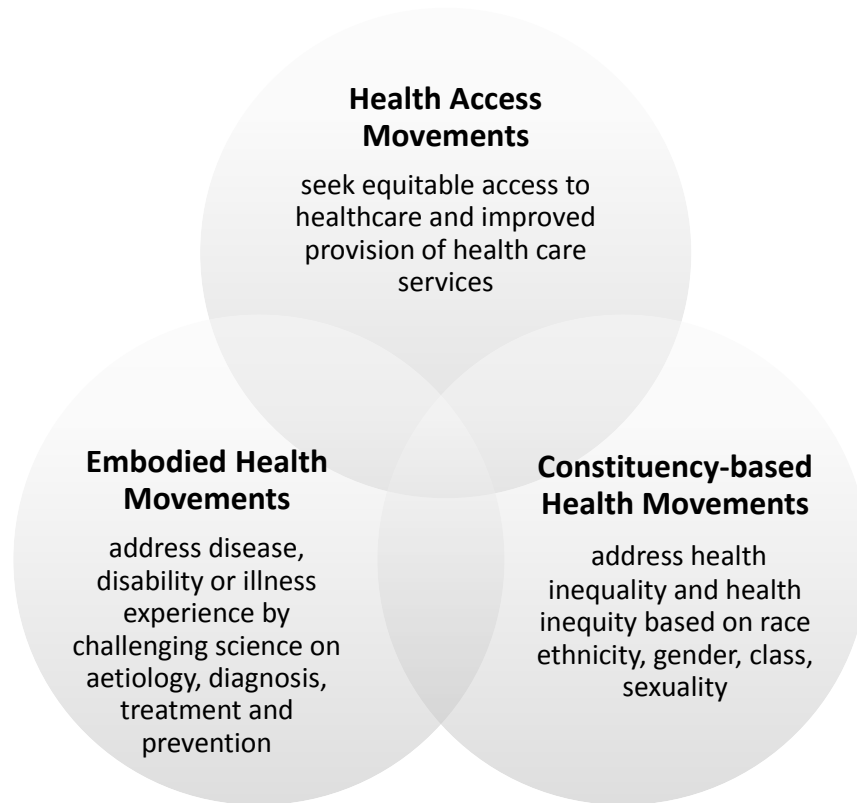 Health Access
Movements
seek equitable access to
healthcare and improved
provision of health care
services
Embodied Health
Movements
address disease,
disability or illness
experience by
challenging science on
aetiology, diagnosis,
treatment and
prevention
Constituency-based
Health Movements
address health
inequality and health
inequity based on race
ethnicity, gender, class,
sexuality